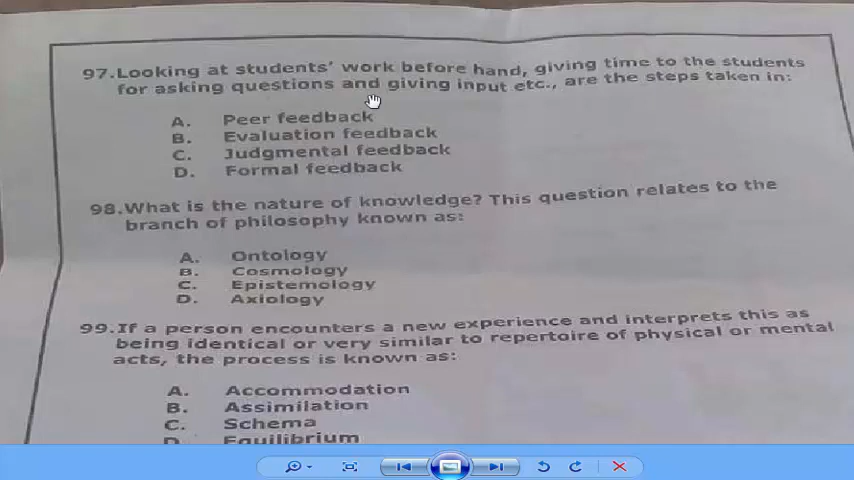 97.Looking at students' work before hand, giving time to the students
for asking questions and giving input etc., are the steps taken in:
A. Peer feedback
B. Evaluation feedback
C. Judgmental feedback
D. Formal feedback
98.What is the nature of knowledge? This question relates to the
branch of philosophy known as:
A. Ontology
B. Cosmology
C. Epistemology
D. Axiology
99.If a person encounters a new experience and interprets this as
being identical or very similar to repertoire of physical or mental
acts, the process is known as:
A. Accommodation
B. Assimilation
C. Schema
D. Equilibrium